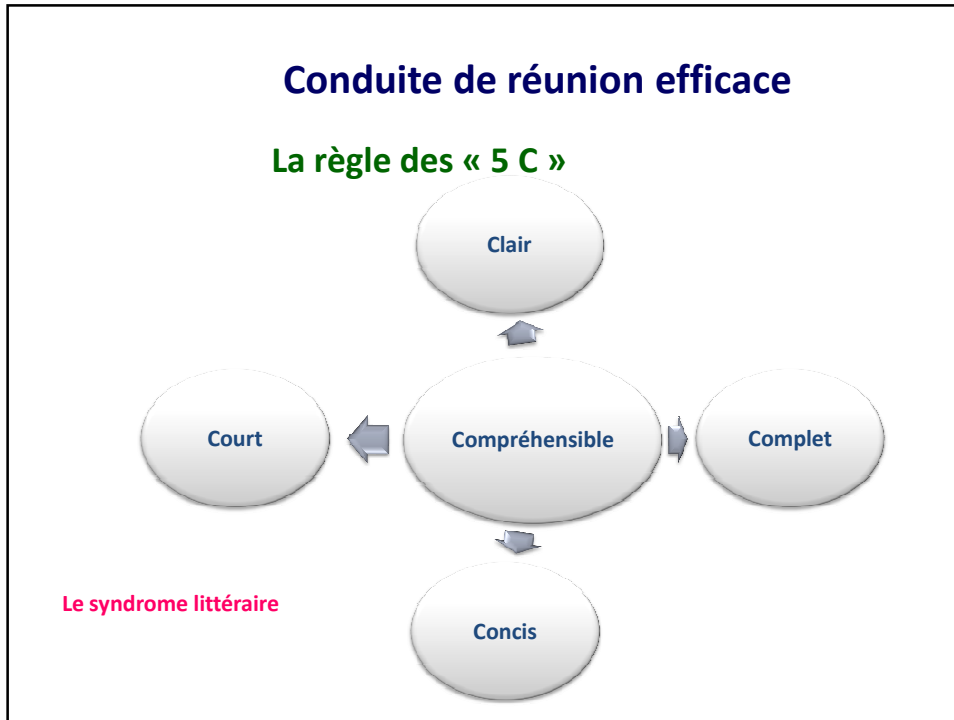 Conduite de réunion efficace
La règle des « 5 C »
Clair
Court
Compréhensible
Complet
Le syndrome littéraire
Concis